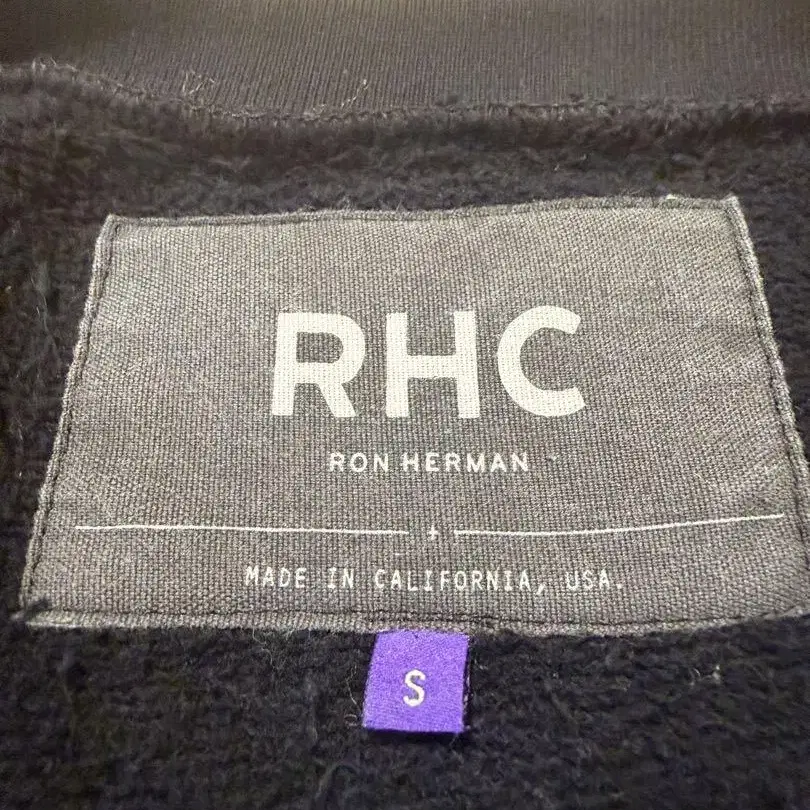 RHC
RON HERMAN
MADE IN CALIFORNIA, USA.
S